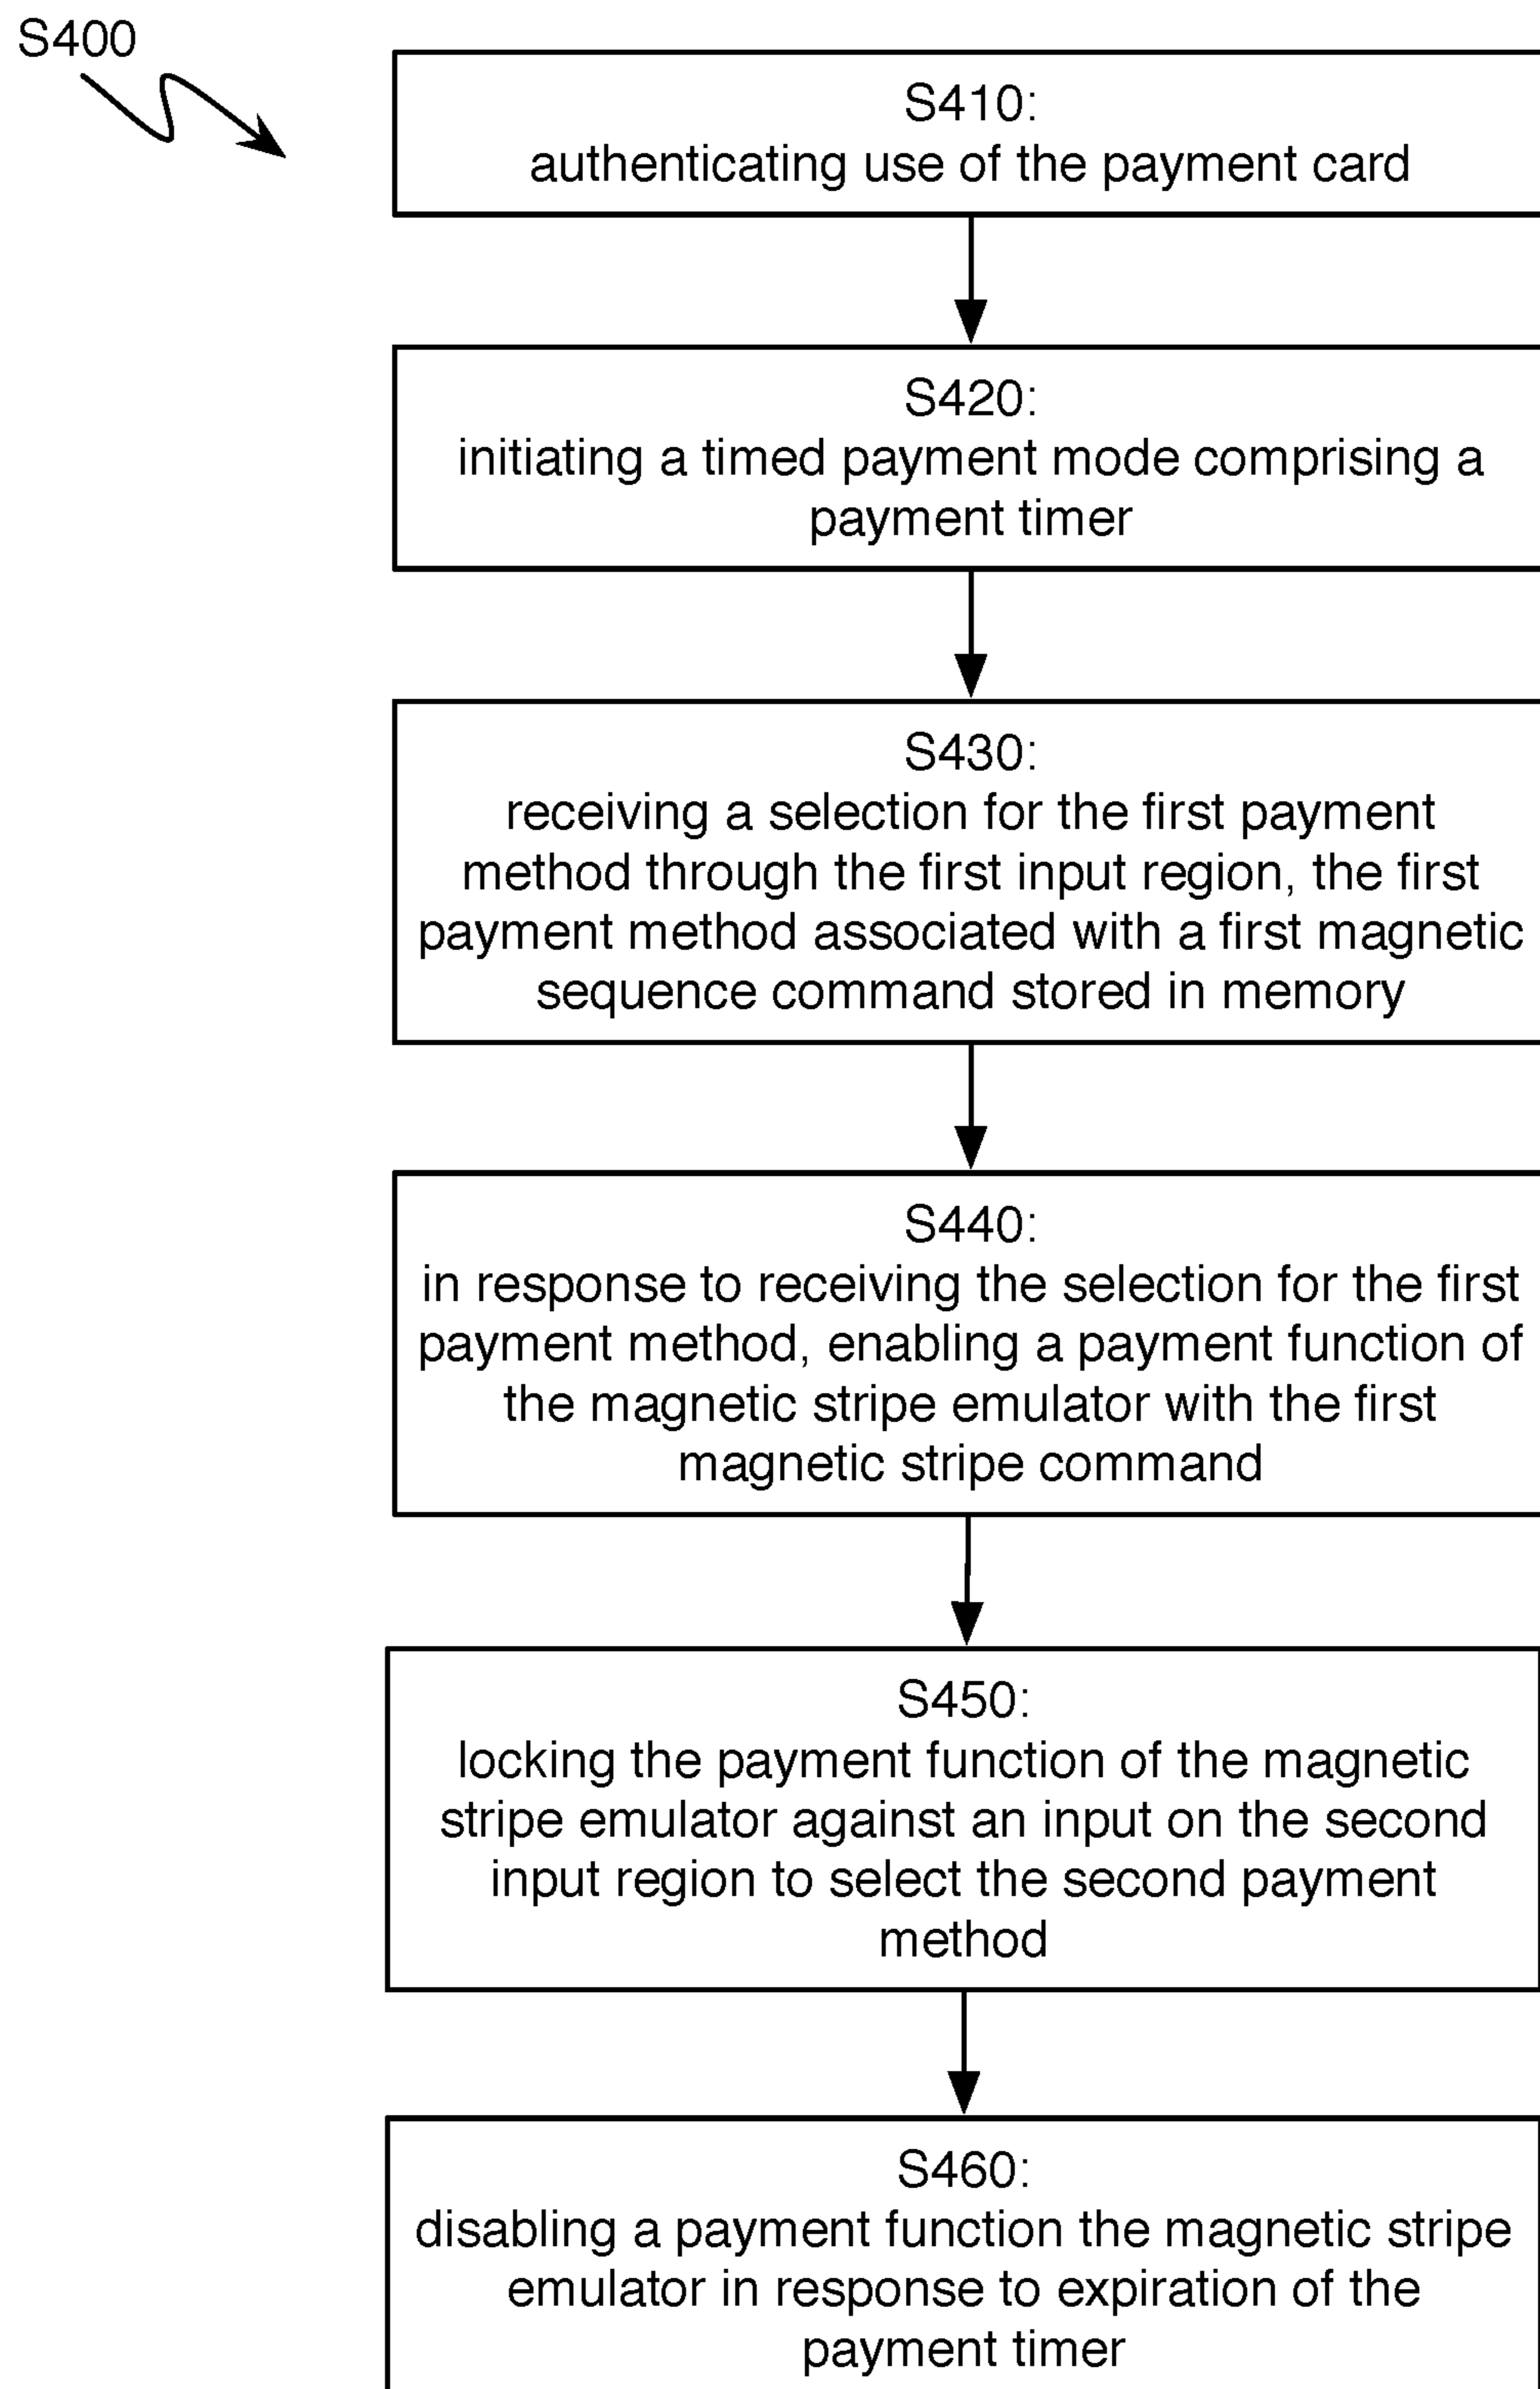 S400
S410:
authenticating use of the payment card
S420:
initiating a timed payment mode comprising a
payment timer
S430:
receiving a selection for the first payment
method through the first input region, the first
payment method associated with a first magnetic
sequence command stored in memory
S440:
in response to receiving the selection for the first
payment method, enabling a payment function of
the magnetic stripe emulator with the first
magnetic stripe command
S450:
locking the payment function of the magnetic
stripe emulator against an input on the second
input region to select the second payment
method
S460:
disabling a payment function the magnetic stripe
emulator in response to expiration of the
payment timer